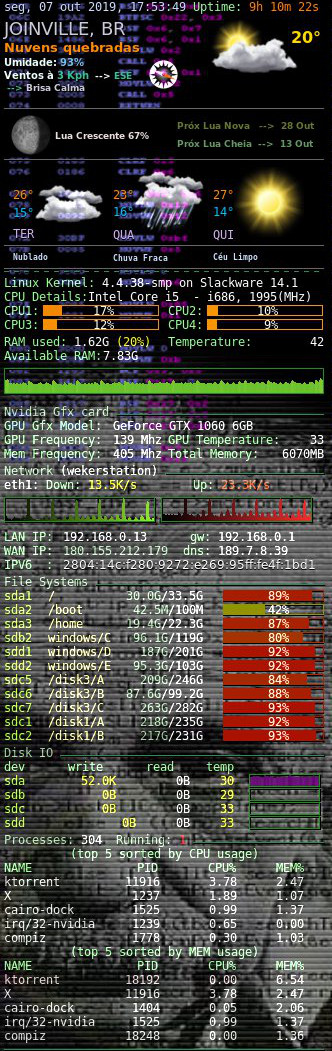 seg, 07 out 2019, 17:53:49 Uptime: 9h 10m 22s
JOINVILLE, BR
20°
Nuvens quebradas
Umidade: 93%
Ventos à 3 Kph --> ESE
--> Brisa Calma
Lua Crescente 67%
Próx Lua Nova --> 28 Out
Próx Lua Cheia --> 13 Out
26° 23° 27°
15° 16° 14°
TER QUA QUI
Nublado Chuva Fraca Céu Limpo
Linux Kernel: 4.4.38-smp on Slackware 14.1
CPU Details:Intel Core i5 - i686, 1995(MHz)
CPU1: 17% CPU2: 10%
CPU3: 12% CPU4: 9%
RAM used: 1.62G (20%) Temperature: 42
Available RAM:7.83G
Nvidia Gfx card
GPU Gfx Model: GeForce GTX 1060 6GB
GPU Frequency: 139 Mhz GPU Temperature: 33
Mem Frequency: 405 Mhz Total Memory: 6070MB
Network (wekerstation)
eth1: Down: 13.5K/s Up: 23.3K/s
LAN IP: 192.168.0.13 gw: 192.168.0.1
WAN IP: 180.155.212.179 dns: 189.7.8.39
IPV6 : 2804:14c:f280:9272:e269:95ff:fe4f:1bd1
File Systems
sda1 / 30.0G/33.5G 89%
sda2 /boot 42.5M/100M 42%
sda3 /home 19.4G/22.3G 87%
sdb2 windows/C 96.1G/119G 80%
sdd1 windows/D 187G/201G 92%
sdd2 windows/E 95.3G/103G 92%
sdc5 /disk3/A 209G/246G 84%
sdc6 /disk3/B 87.6G/99.2G 88%
sdc7 /disk3/C 263G/282G 93%
sdc1 /disk1/A 218G/235G 92%
sdc2 /disk1/B 217G/231G 93%
Disk IO
dev write read temp
sda 52.0K 0B 30
sdb 0B 0B 29
sdc 0B 0B 33
sdd 0B 0B 33
Processes: 304 Running: 1
(top 5 sorted by CPU usage)
NAME PID CPU% MEM%
ktorrent 11916 3.78 2.47
X 1237 1.89 1.07
cairo-dock 1525 0.99 1.37
irq/32-nvidia 1239 0.65 0.00
compiz 1778 0.30 1.03
(top 5 sorted by MEM usage)
NAME PID CPU% MEM%
ktorrent 18192 0.00 6.54
X 11916 3.78 2.47
cairo-dock 1404 0.05 2.06
irq/32-nvidia 1525 0.99 1.37
compiz 18248 0.00 1.36